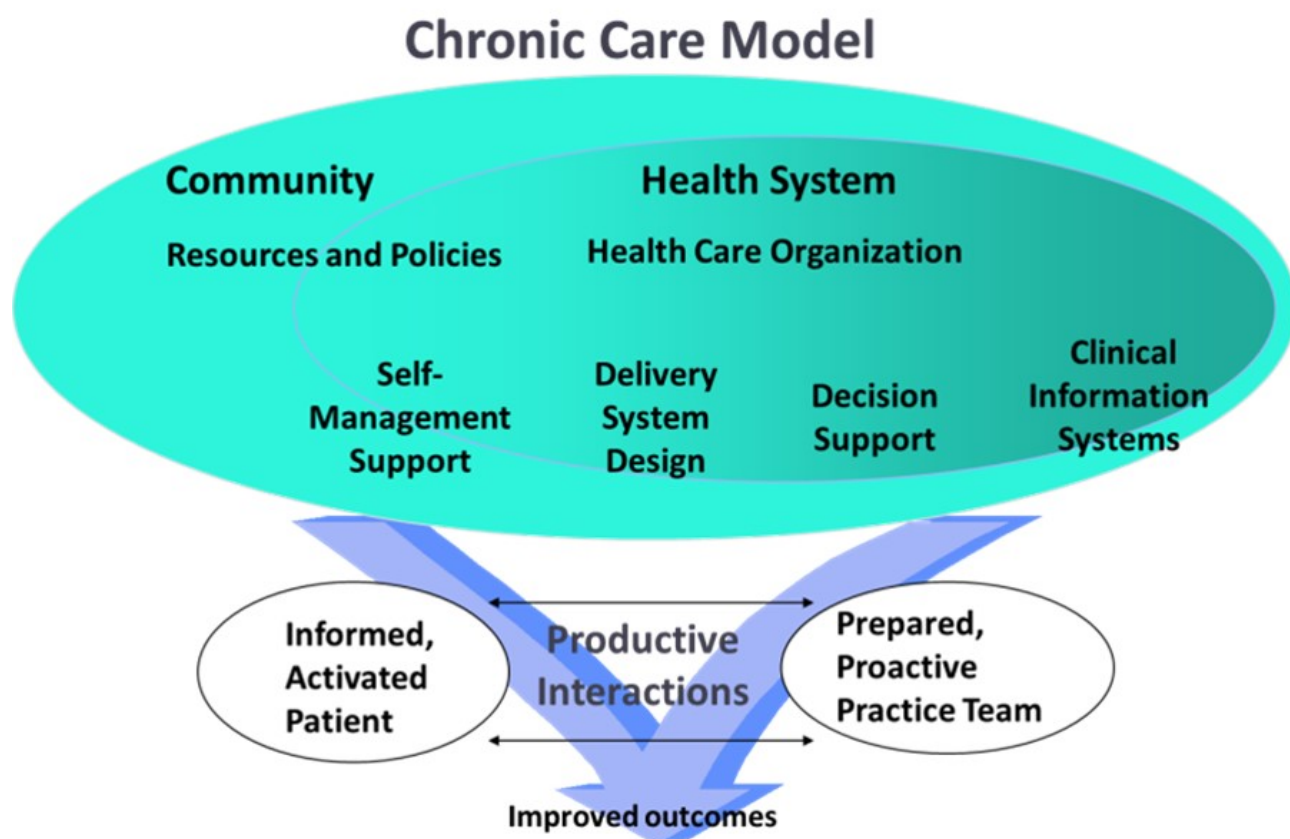 Chronic Care Model
Community
Health System
Resources and Policies
Health Care Organization
Self-
Management
Support
Delivery
System
Design
Decision
Support
Clinical
Information
Systems
Informed,
Activated
Patient
Productive
Interactions
Prepared,
Proactive
Practice Team
Improved outcomes